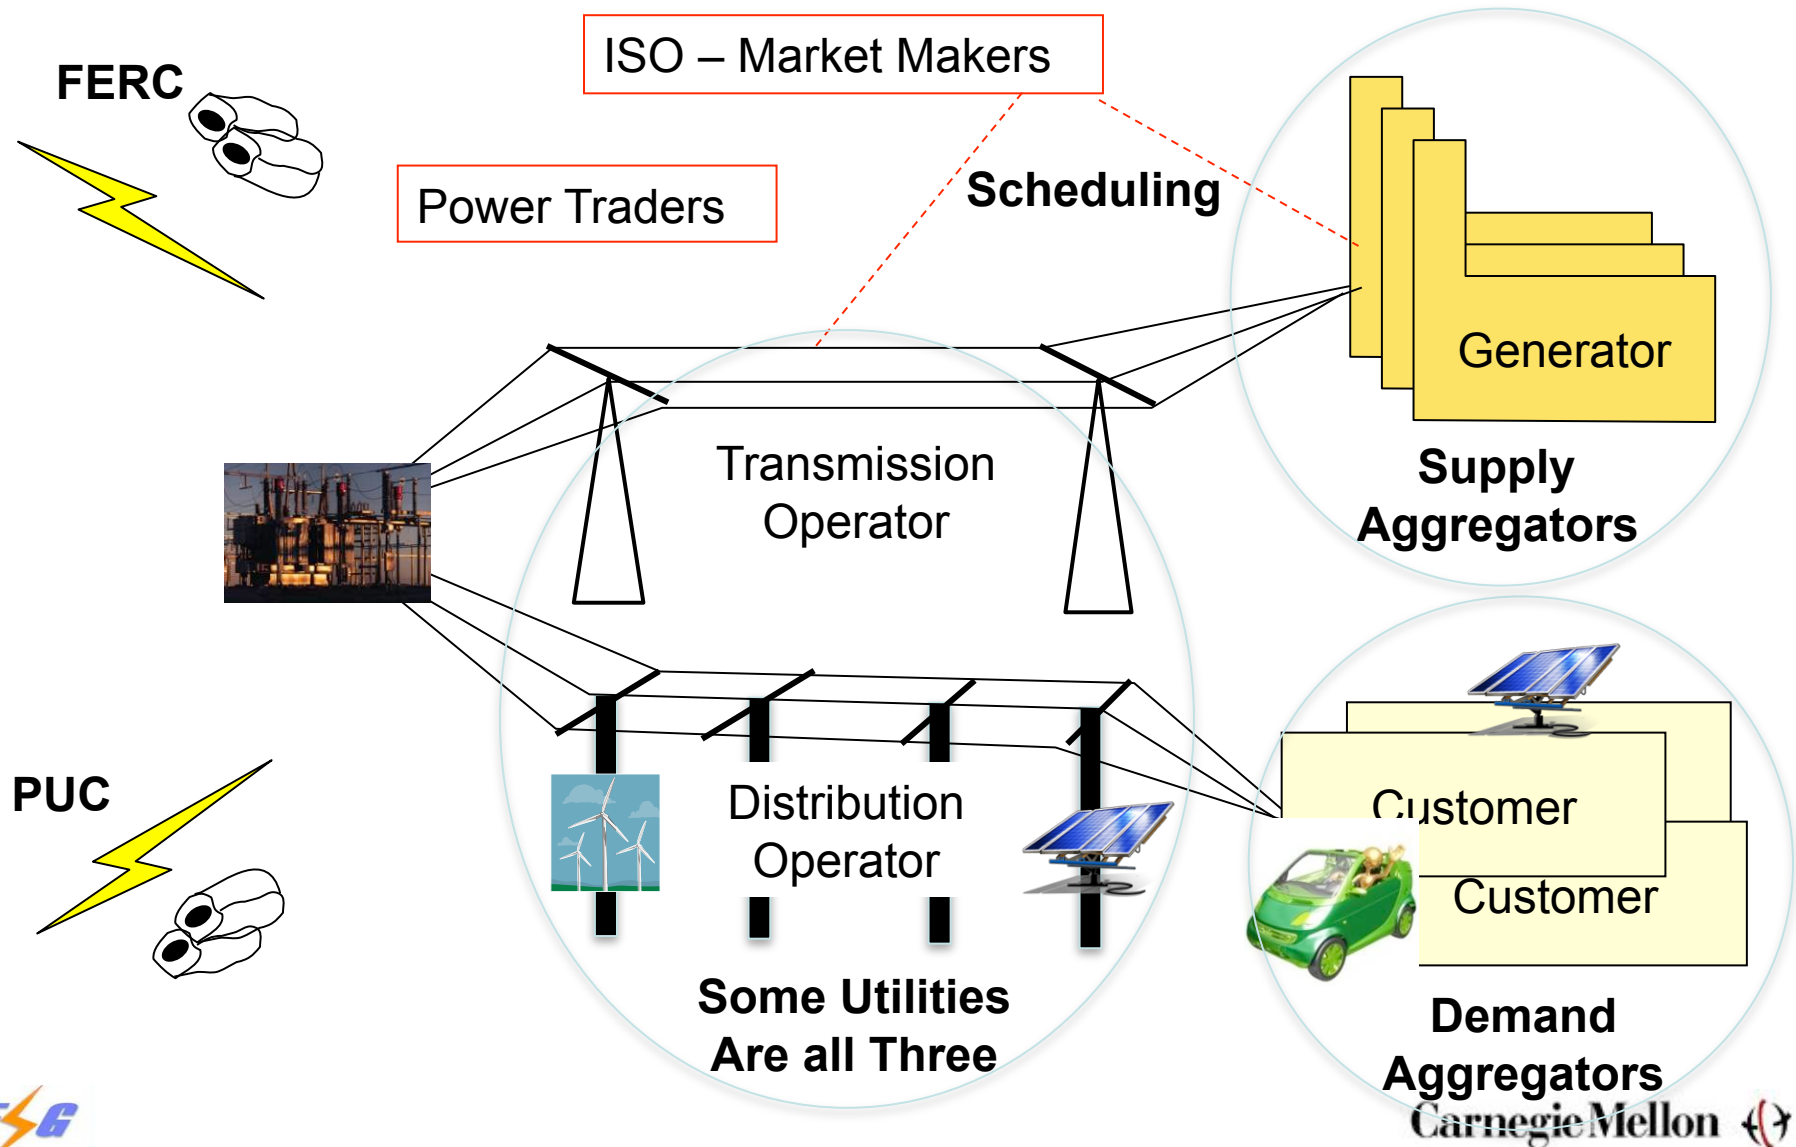 ISO – Market Makers
FERC
Power Traders
Scheduling
Generator
Transmission
Operator
Supply
Aggregators
PUC
Distribution
Operator
Customer
Customer
Some Utilities
Are all Three
Demand
Aggregators
Carnegie Mellon